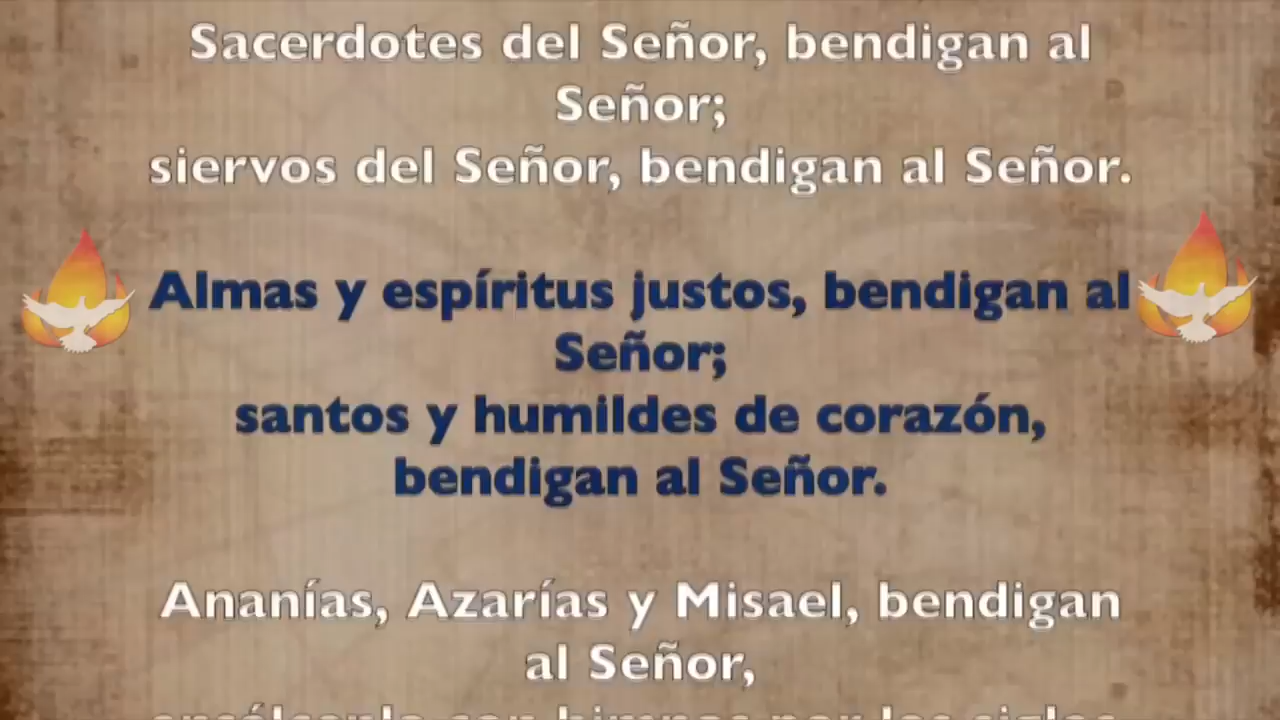 Sacerdotes del Señor, bendigan al
Señor;
siervos del Señor, bendigan al Señor.
Almas y espíritus justos, bendigan al
Señor;
santos y humildes de corazón,
bendigan al Señor.
Ananías, Azarías y Misael, bendigan
al Señor,